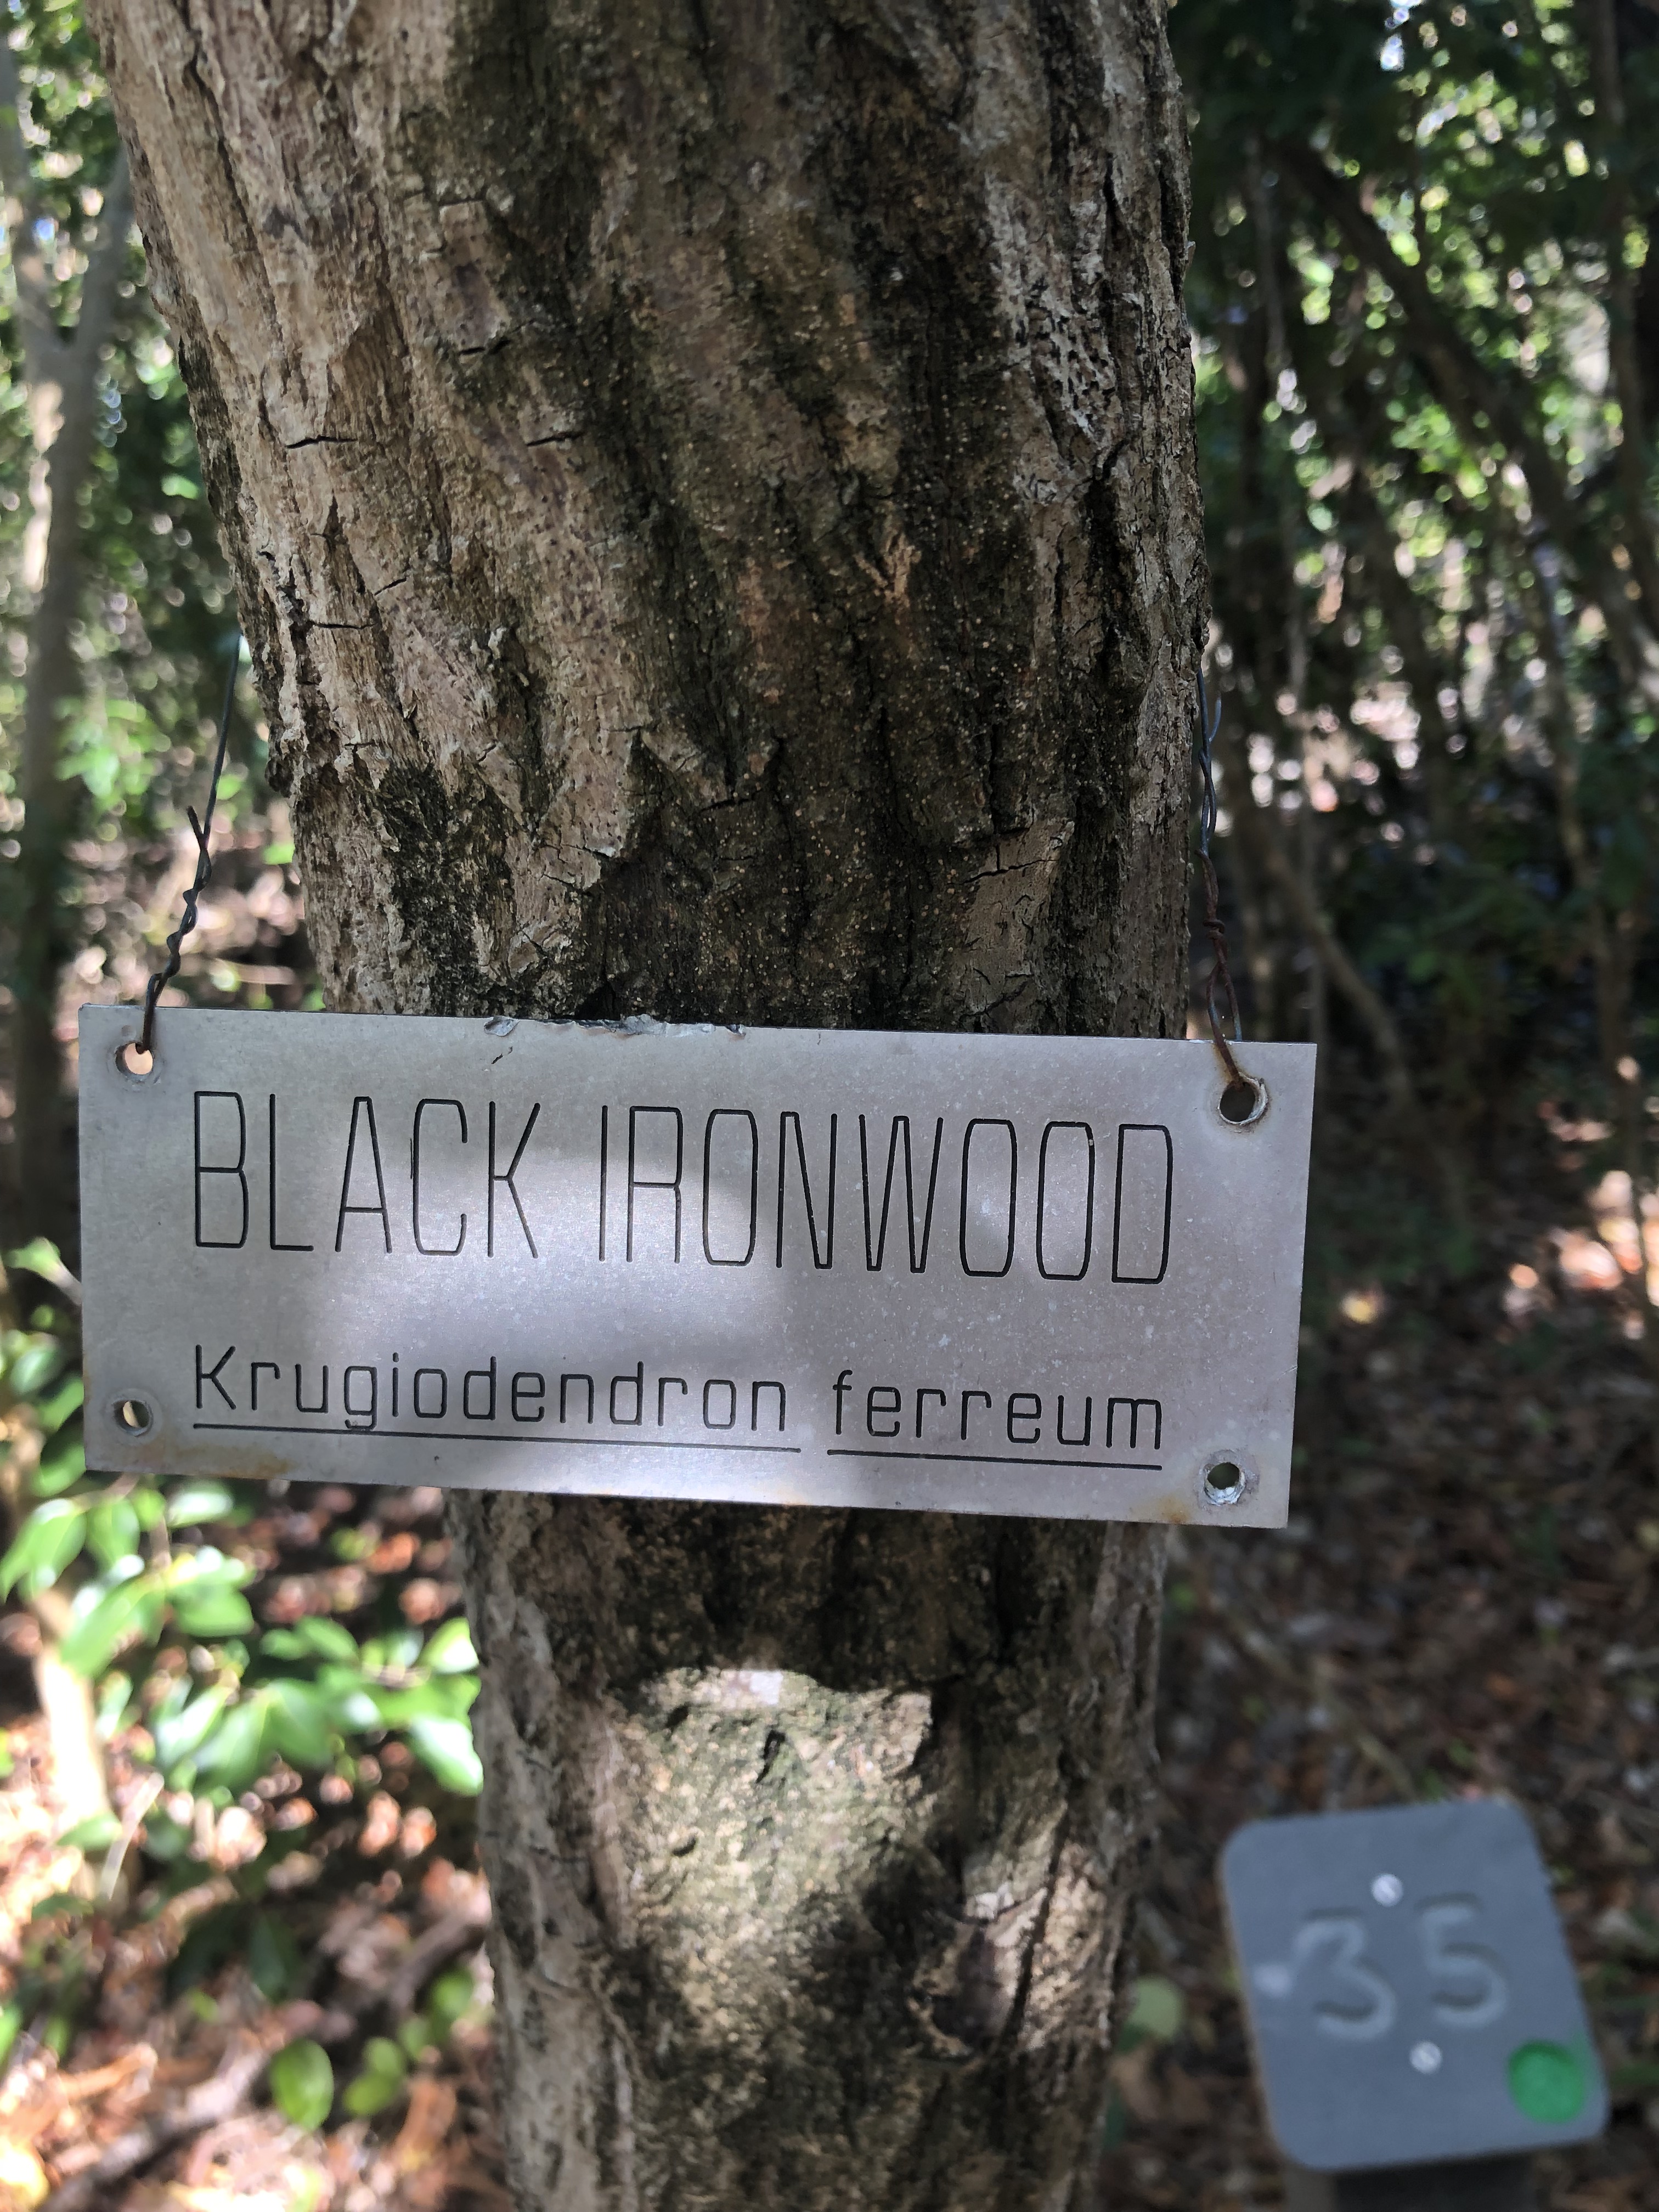 BLACK IRONWOOD
Krugiodendron ferreum
35